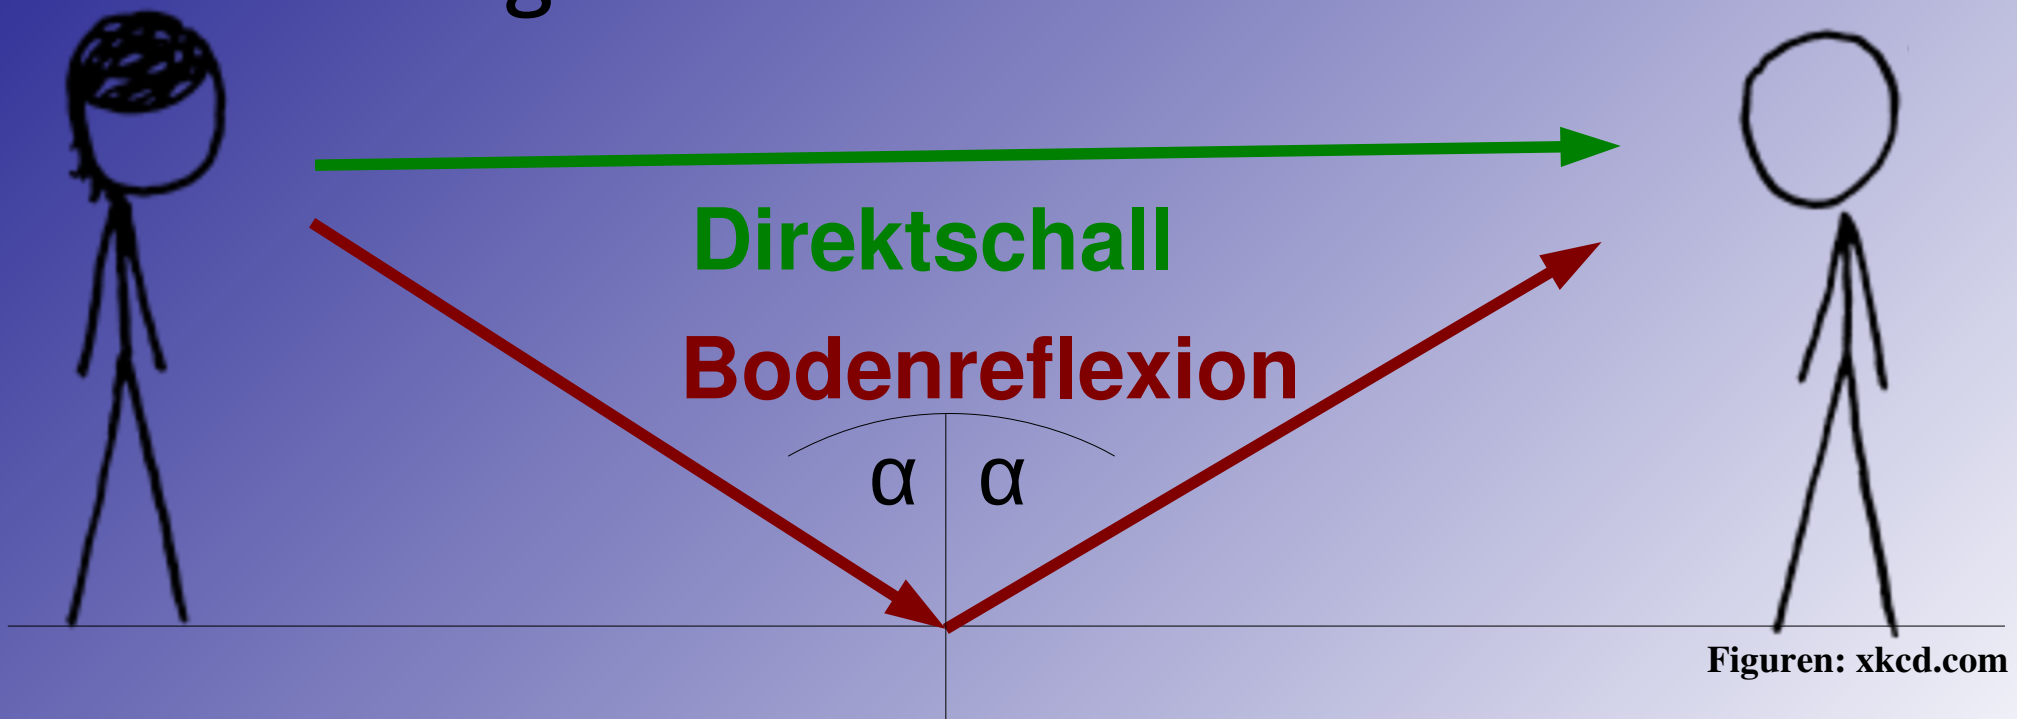 g
Direktschall
Bodenreflexion
α α
Figuren: xkcd.com